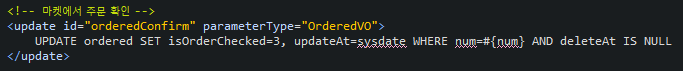 <!-- 마켓에서 주문 확인 -->
<update id="orderedConfirm" parameterType="OrderedVO">
UPDATE ordered SET isOrderChecked=3, updateAt=sysdate WHERE num=#{num} AND deleteAt IS NULL
</update>